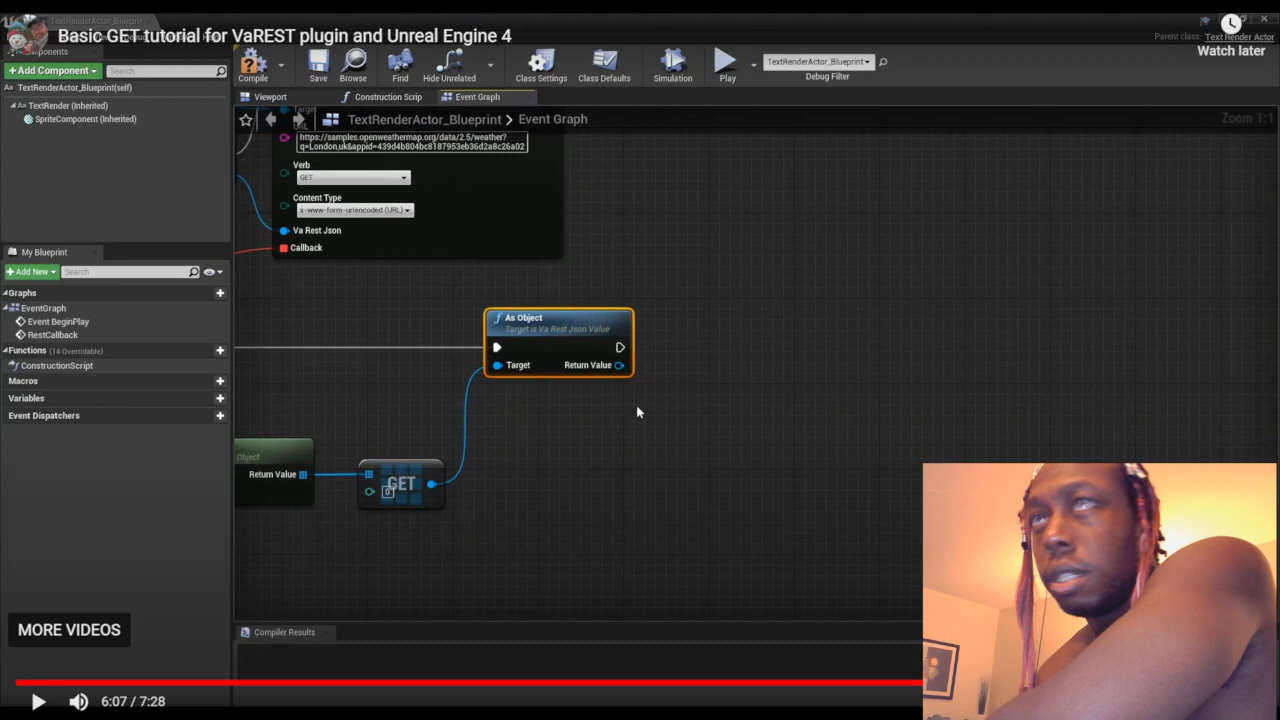 TextRenderActor_Blueprint
Basic GET tutorial for VaREST plugin and Unreal Engine 4
Parent class: Text Render Actor
Watch later
Components
+Add Component
Search
TextRenderActor_Blueprint(self)
TextRender (Inherited)
SpriteComponent (Inherited)
Compile
Save
Browse
Find
Hide Unrelated
Class Settings
Class Defaults
Simulation
Play
TextRenderActor_Blueprint
Debug Filter
Viewport
Construction Scrip
Event Graph
TextRenderActor_Blueprint > Event Graph
Zoom 1:1
Target
URL
https://samples.openweathermap.org/data/2.5/weather?
q=London,uk&appid=439d4b804bc8187953eb36d2a8c26a02
Verb
GET
Content Type
x-www-form-urlencoded (URL)
Va Rest Json
Callback
My Blueprint
+Add New
Search
Graphs
EventGraph
Event BeginPlay
RestCallback
Functions (14 Overridable)
ConstructionScript
Macros
Variables
Event Dispatchers
As Object
Target is Va Rest Json Value
Target
Return Value
Object
Return Value
GET
0
MORE VIDEOS
Compiler Results
6:07 / 7:28